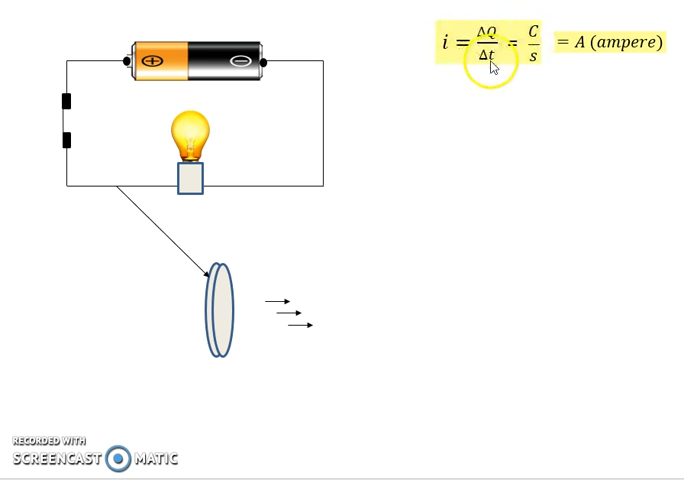 i = ΔQ/Δt = C/s = A (ampere)
+ −
RECORDED WITH
SCREENCAST MATIC